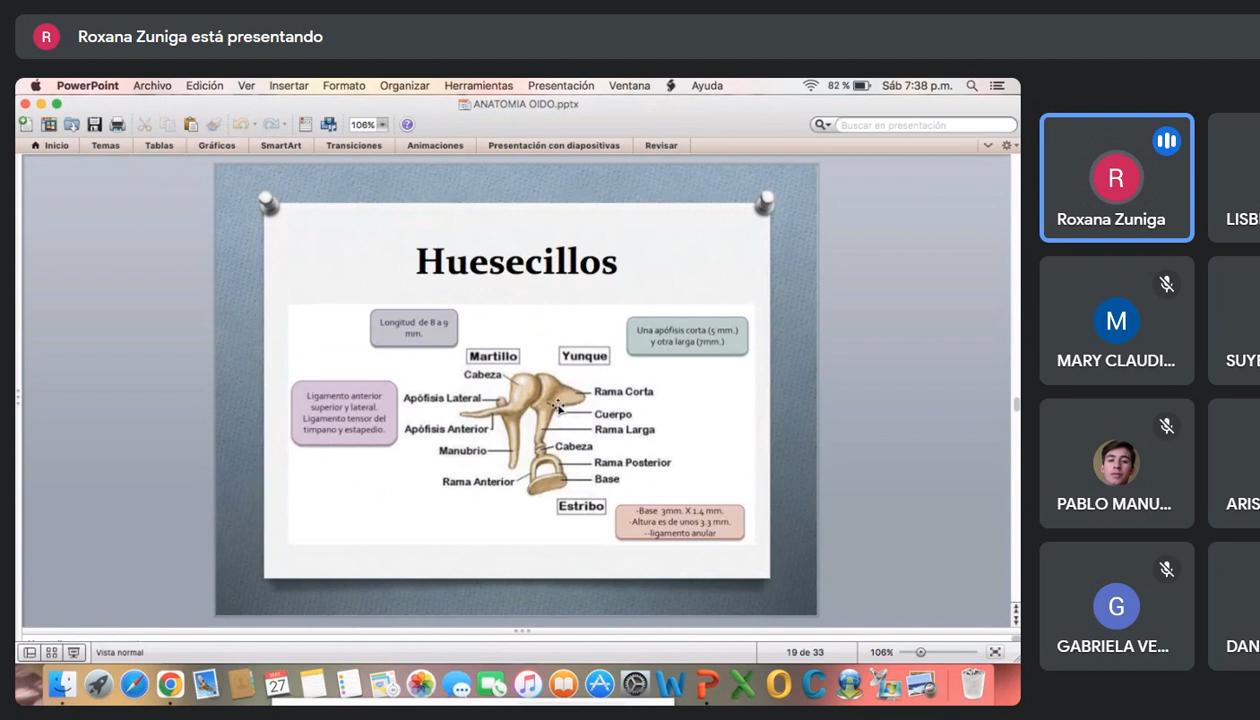 R
Roxana Zuniga está presentando
PowerPoint Archivo Edición Ver Insertar Formato Organizar Herramientas Presentación Ventana Ayuda 82 % Sáb 7:38 p.m.
ANATOMIA OIDO.pptx
106%
Buscar en presentación
Inicio Temas Tablas Gráficos SmartArt Transiciones Animaciones Presentación con diapositivas Revisar
Huesecillos
Longitud de 8 a 9
mm.
Una apófisis corta (5 mm.)
y otra larga (7mm.)
Martillo
Yunque
Cabeza
Ligamento anterior
superior y lateral.
Ligamento tensor del
timpano y estapedio.
Apófisis Lateral
Apófisis Anterior
Manubrio
Rama Anterior
Rama Corta
Cuerpo
Rama Larga
Cabeza
Rama Posterior
Base
Estribo
-Base 3mm. X 1.4 mm.
-Altura es de unos 3.3 mm.
--ligamento anular
Vista normal
19 de 33
106%
27
R
Roxana Zuniga
LISB
M
MARY CLAUDI...
SUYE
PABLO MANU...
ARIS
G
GABRIELA VE...
DAN